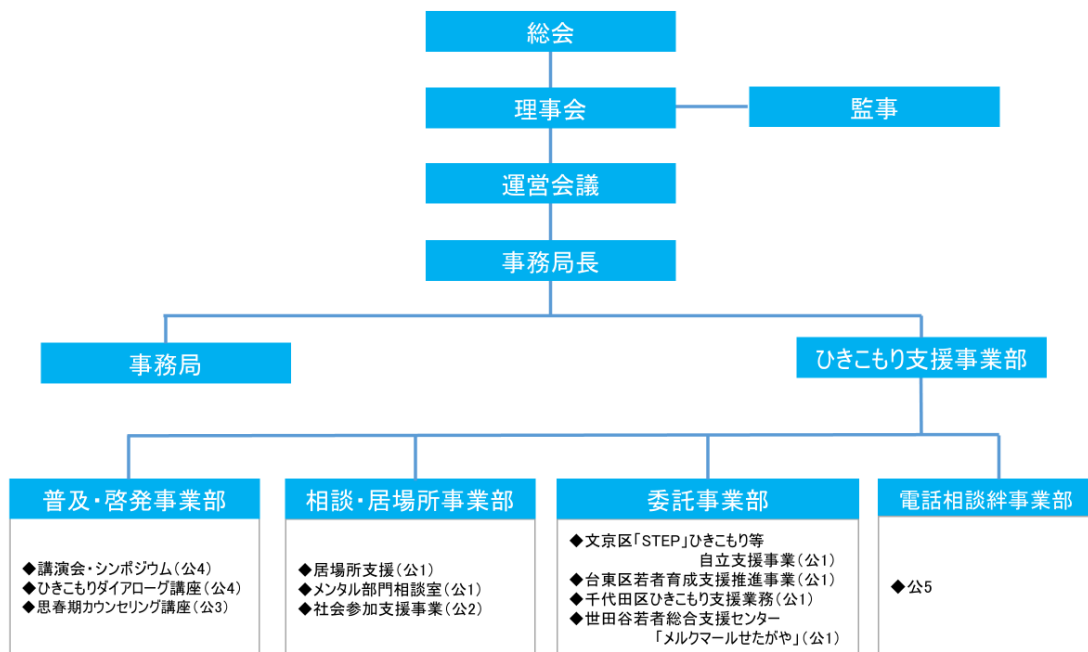 総会
理事会
監事
運営会議
事務局長
事務局
ひきこもり支援事業部
普及・啓発事業部
◆講演会・シンポジウム(公4)
◆ひきこもりダイアローグ講座(公4)
◆思春期カウンセリング講座(公3)
相談・居場所事業部
◆居場所支援(公1)
◆メンタル部門相談室(公1)
◆社会参加支援事業(公2)
委託事業部
◆文京区「STEP」ひきこもり等
自立支援事業(公1)
◆台東区若者育成支援推進事業(公1)
◆千代田区ひきこもり支援業務(公1)
◆世田谷若者総合支援センター
「メルクマールせたがや」(公1)
電話相談絆事業部
◆公5